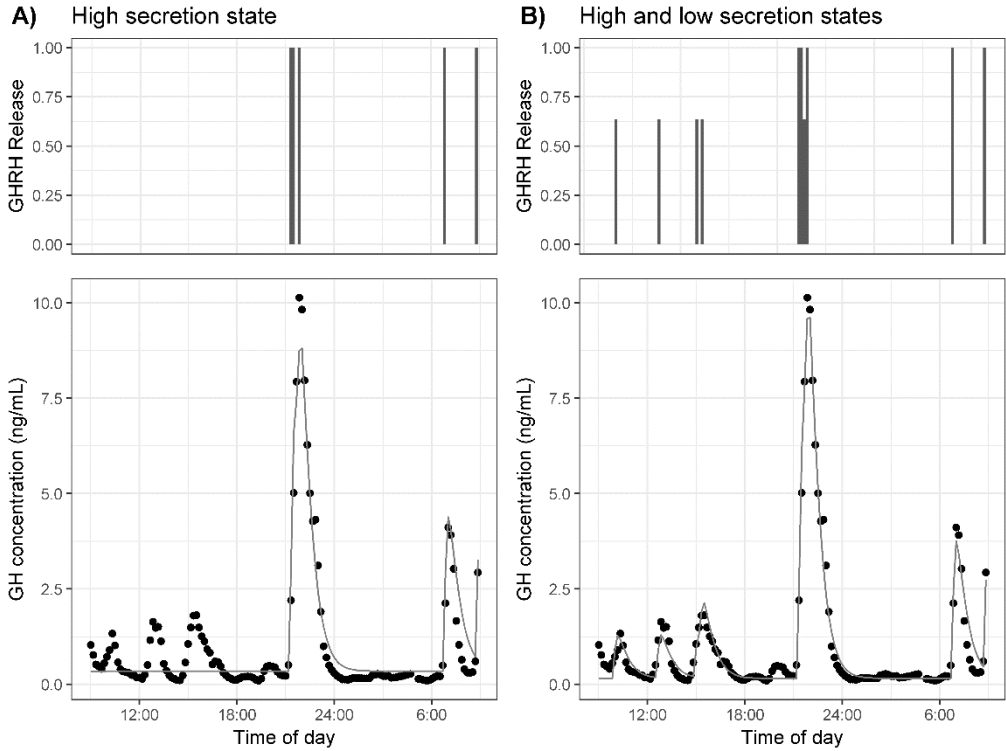 A) High secretion state
GHRH Release
1.00
0.75
0.50
0.25
0.00
GH concentration (ng/mL)
10.0
7.5
5.0
2.5
0.0
12:00 18:00 24:00 6:00
Time of day
B) High and low secretion states
GHRH Release
1.00
0.75
0.50
0.25
0.00
GH concentration (ng/mL)
10.0
7.5
5.0
2.5
0.0
12:00 18:00 24:00 6:00
Time of day